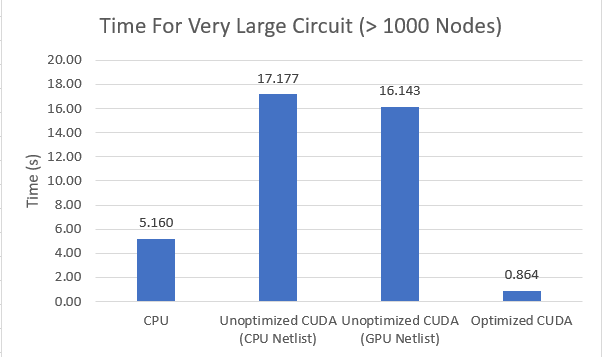 Time For Very Large Circuit (> 1000 Nodes)
20.00
18.00
16.00
14.00
12.00
10.00
8.00
6.00
4.00
2.00
0.00
Time (s)
5.160
17.177
16.143
0.864
CPU
Unoptimized CUDA
(CPU Netlist)
Unoptimized CUDA
(GPU Netlist)
Optimized CUDA